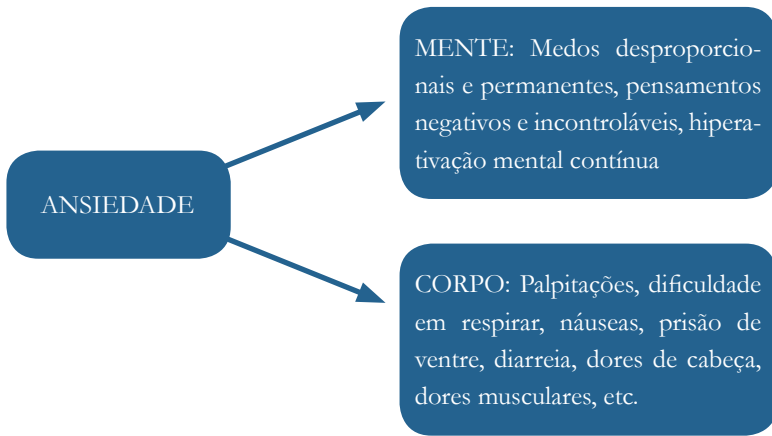 ANSIEDADE
MENTE: Medos desproporcio-
nais e permanentes, pensamentos
negativos e incontroláveis, hipera-
tivação mental contínua
CORPO: Palpitações, dificuldade
em respirar, náuseas, prisão de
ventre, diarreia, dores de cabeça,
dores musculares, etc.